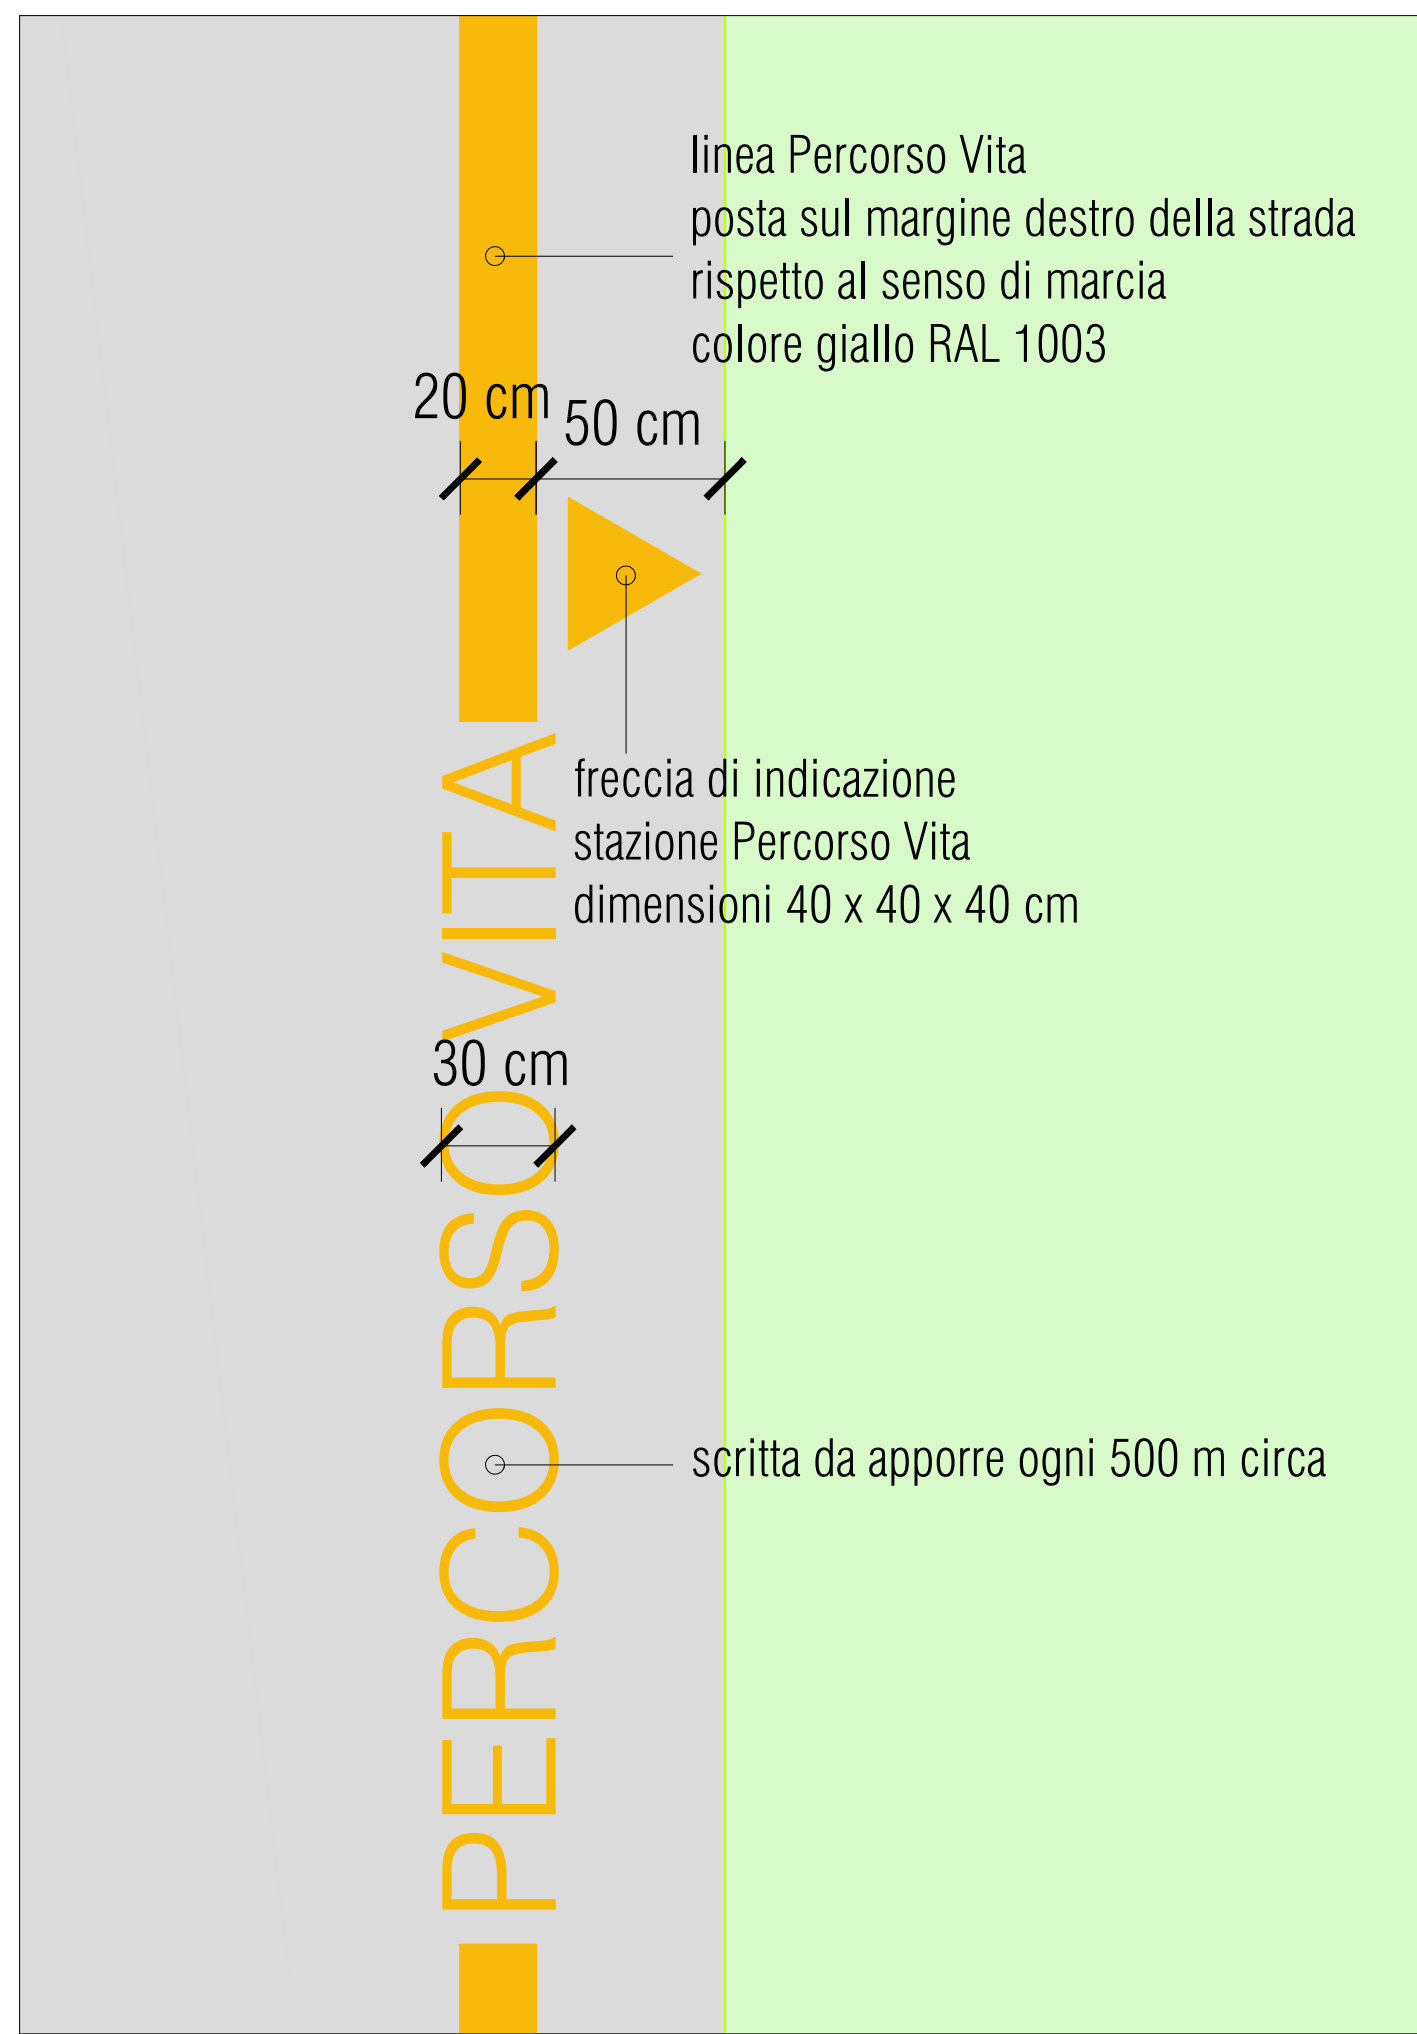 linea Percorso Vita
posta sul margine destro della strada
rispetto al senso di marcia
colore giallo RAL 1003
20 cm
50 cm
freccia di indicazione
stazione Percorso Vita
dimensioni 40 x 40 x 40 cm
30 cm
scritta da apporre ogni 500 m circa
PERCORSO VITA